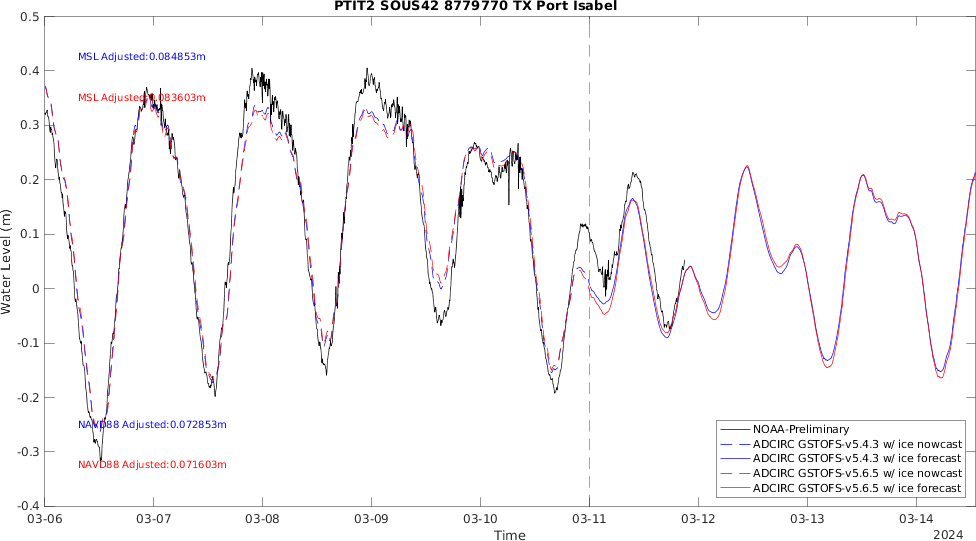 PTIT2 SOUS42 8779770 TX Port Isabel
0.5
0.4
0.3
0.2
0.1
0
-0.1
-0.2
-0.3
-0.4
Water Level (m)
MSL Adjusted:0.084853m
MSL Adjusted:0.083603m
NAVD88 Adjusted:0.072853m
NAVD88 Adjusted:0.071603m
NOAA-Preliminary
ADCIRC GSTOFS-v5.4.3 w/ ice nowcast
ADCIRC GSTOFS-v5.4.3 w/ ice forecast
ADCIRC GSTOFS-v5.6.5 w/ ice nowcast
ADCIRC GSTOFS-v5.6.5 w/ ice forecast
03-06 03-07 03-08 03-09 03-10 03-11 03-12 03-13 03-14
Time
2024